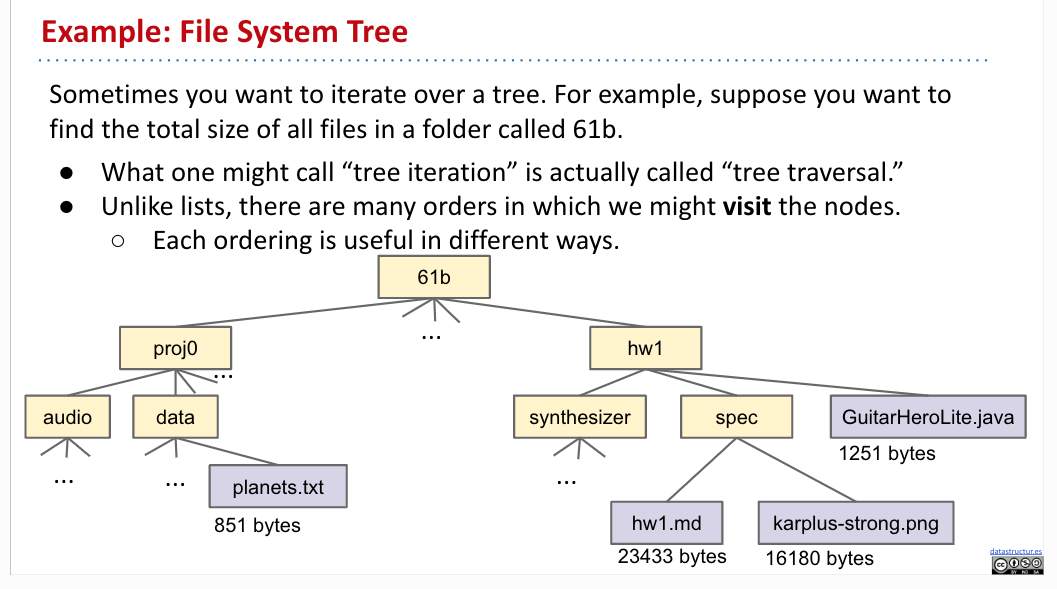 Example: File System Tree
Sometimes you want to iterate over a tree. For example, suppose you want to
find the total size of all files in a folder called 61b.
● What one might call “tree iteration” is actually called “tree traversal.”
● Unlike lists, there are many orders in which we might visit the nodes.
○ Each ordering is useful in different ways.
61b
...
proj0
...
hw1
audio
data
synthesizer
spec
GuitarHeroLite.java
1251 bytes
...
...
planets.txt
851 bytes
...
hw1.md
23433 bytes
karplus-strong.png
16180 bytes
datastructur.es
cc
BY NC SA